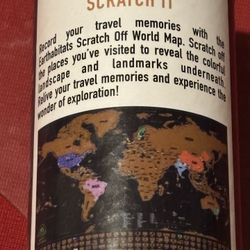 SCRATCH IT
Record your travel memories with the
Earthabitats Scratch Off World Map. Scratch off
the places you've visited to reveal the colorful
landscape and landmarks underneath.
Relive your travel memories and experience the
wonder of exploration!